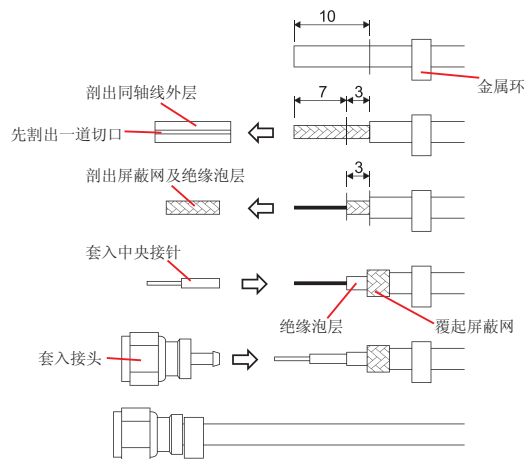 10
金属环
剖出同轴线外层
7 3
先割出一道切口
3
剖出屏蔽网及绝缘泡层
套入中央接针
绝缘泡层
覆起屏蔽网
套入接头